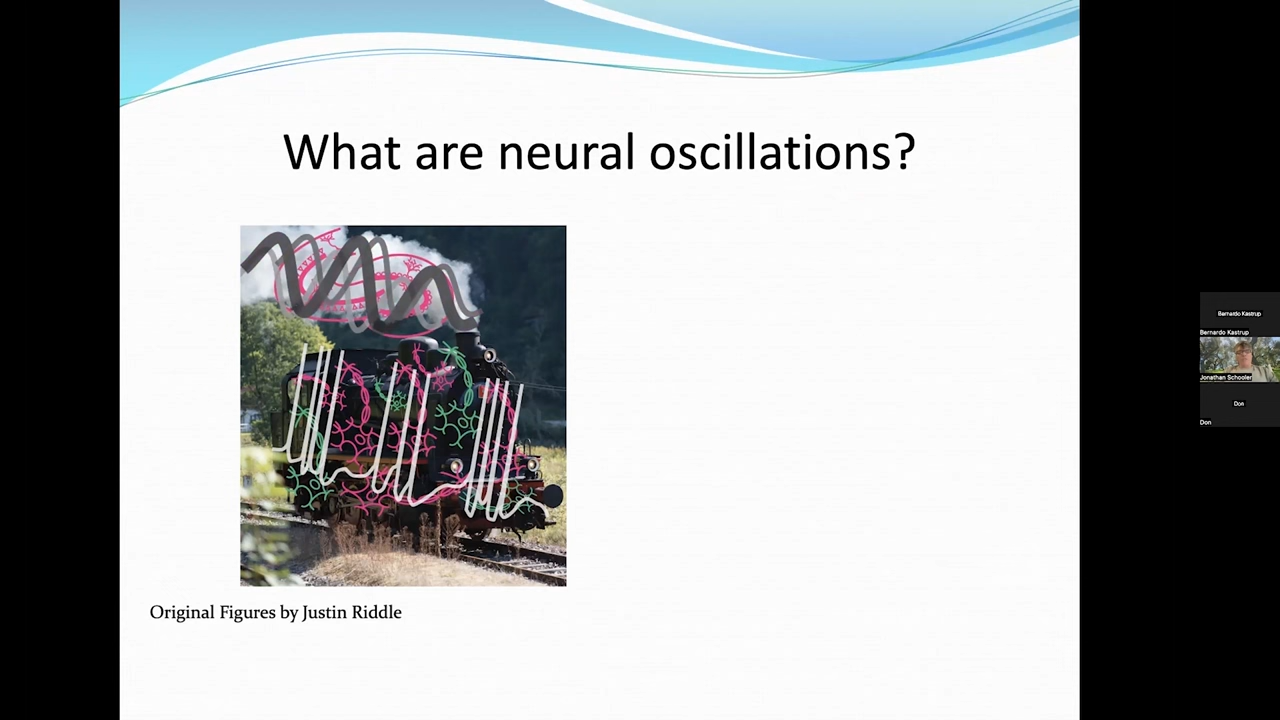 What are neural oscillations?
Original Figures by Justin Riddle
Bernardo Kastrup
Bernardo Kastrup
Jonathan Schooler
Don
Don